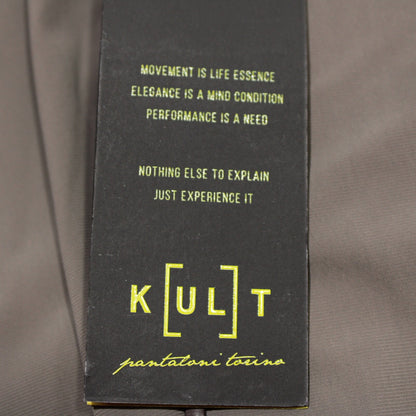 MOVEMENT IS LIFE ESSENCE
ELEGANCE IS A MIND CONDITION
PERFORMANCE IS A NEED
NOTHING ELSE TO EXPLAIN
JUST EXPERIENCE IT
K[UL]T
pantaloni torino